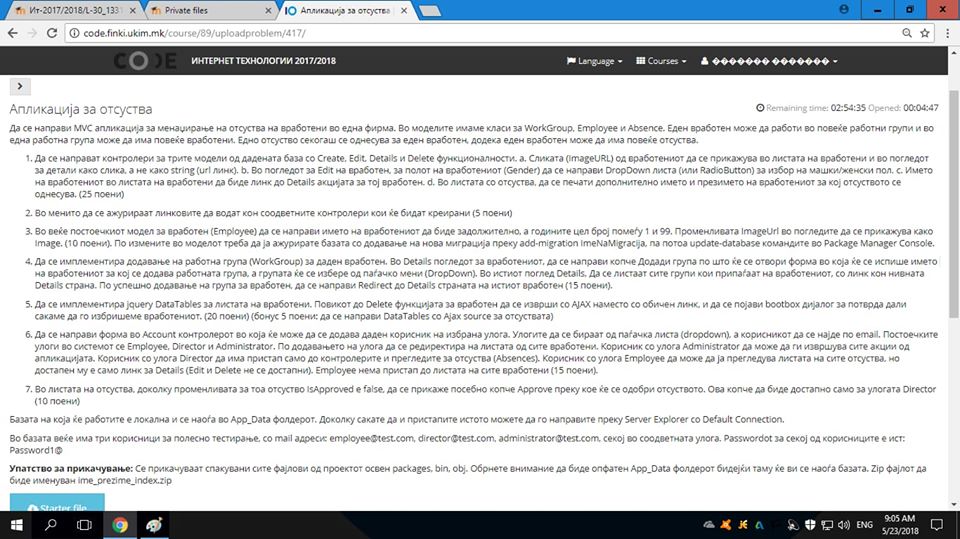 Ит-2017/2018/L-30_1331
Private files
Апликација за отсуства |
code.finki.ukim.mk/course/89/uploadproblem/417/
CODE ИНТЕРНЕТ ТЕХНОЛОГИИ 2017/2018 Language Courses ������� �������
Апликација за отсуства
Remaining time: 02:54:35 Opened: 00:04:47
Да се направи MVC апликација за менаџирање на отсуства на вработени во една фирма. Во моделите имаме класи за WorkGroup, Employee и Absence. Еден вработен може да работи во повеќе работни групи и во
една работна група може да има повеќе вработени. Едно отсуство секогаш се однесува за еден вработен, додека еден вработен може да има повеќе отсуства.
1. Да се направат контролери за трите модели од дадената база со Create, Edit, Details и Delete функционалности. a. Сликата (ImageURL) од вработениот да се прикажува во листата на вработени и во погледот
за детали како слика, а не како string (url линк). b. Во погледот за Edit на вработен, за полот на вработениот (Gender) да се направи DropDown листа (или RadioButton) за избор на машки/женски пол. c. Името
на вработениот во листата на вработени да биде линк до Details акцијата за тој вработен. d. Во листата со отсуства, да се печати дополнително името и презимето на вработениот за кој отсуството се
однесува. (25 поени)
2. Во менито да се ажурираат линковите да водат кон соодветните контролери кои ќе бидат креирани (5 поени)
3. Во веќе постоечкиот модел за вработен (Employee) да се направи името на вработениот да биде задолжително, а годините цел број помеѓу 1 и 99. Променливата ImageUrl во погледите да се прикажува како
Image. (10 поени). По измените во моделот треба да ја ажурирате базата со додавање на нова миграција преку add-migration ImeNaMigracija, па потоа update-database командите во Package Manager Console.
4. Да се имплементира додавање на работна група (WorkGroup) за даден вработен. Во Details погледот за вработениот, да се направи копче Додади група по што ќе се отвори форма во која ќе се испише името
на вработениот за кој се додава работната група, а групата ќе се избере од паѓачко мени (DropDown). Во истиот поглед Details. Да се листаат сите групи кои припаѓаат на вработениот, со линк кон нивната
Details страна. По успешно додавање на група за вработен, да се направи Redirect до Details страната на истиот вработен (15 поени).
5. Да се имплементира jquery DataTables за листата на вработени. Повикот до Delete функцијата за вработен да се изврши со AJAX наместо со обичен линк, и да се појави bootbox дијалог за потврда дали
сакаме да го избришеме вработениот. (20 поени) (бонус 5 поени: да се направи DataTables со Ajax source за отсуствата)
6. Да се направи форма во Account контролерот во која ќе може да се додава даден корисник на избрана улога. Улогите да се бираат од паѓачка листа (dropdown), а корисникот да се најде по email. Постоечките
улоги во системот се Employee, Director и Administrator. По додавањето на улога да се редиректира на листата од сите вработени. Корисник со улога Administrator да може да ги извршува сите акции од
апликацијата. Корисник со улога Director да има пристап само до контролерите и прегледите за отсуства (Absences). Корисник со улога Employee да може да ја прегледува листата на сите отсуства, но
достапен му е само линк за Details (Edit и Delete не се достапни). Employee нема пристап до листата на сите вработени (15 поени).
7. Во листата на отсуства, доколку променливата за тоа отсуство IsApproved е false, да се прикаже посебно копче Approve преку кое ќе се одобри отсуството. Ова копче да биде достапно само за улогата Director
(10 поени)
Базата на која ќе работите е локална и се наоѓа во App_Data фолдерот. Доколку сакате да и пристапите истото можете да го направите преку Server Explorer со Default Connection.
Во базата веќе има три корисници за полесно тестирање, со mail адреси: employee@test.com, director@test.com, administrator@test.com, секој во соодветната улога. Passwordot за секој од корисниците е ист:
Password1@
Упатство за прикачување: Се прикачуваат спакувани сите фајлови од проектот освен packages, bin, obj. Обрнете внимание да биде опфатен App_Data фолдерот бидејќи таму ќе ви се наоѓа базата. Zip фајлот да
биде именуван ime_prezime_index.zip
Starter file
ENG
9:05 AM
5/23/2018